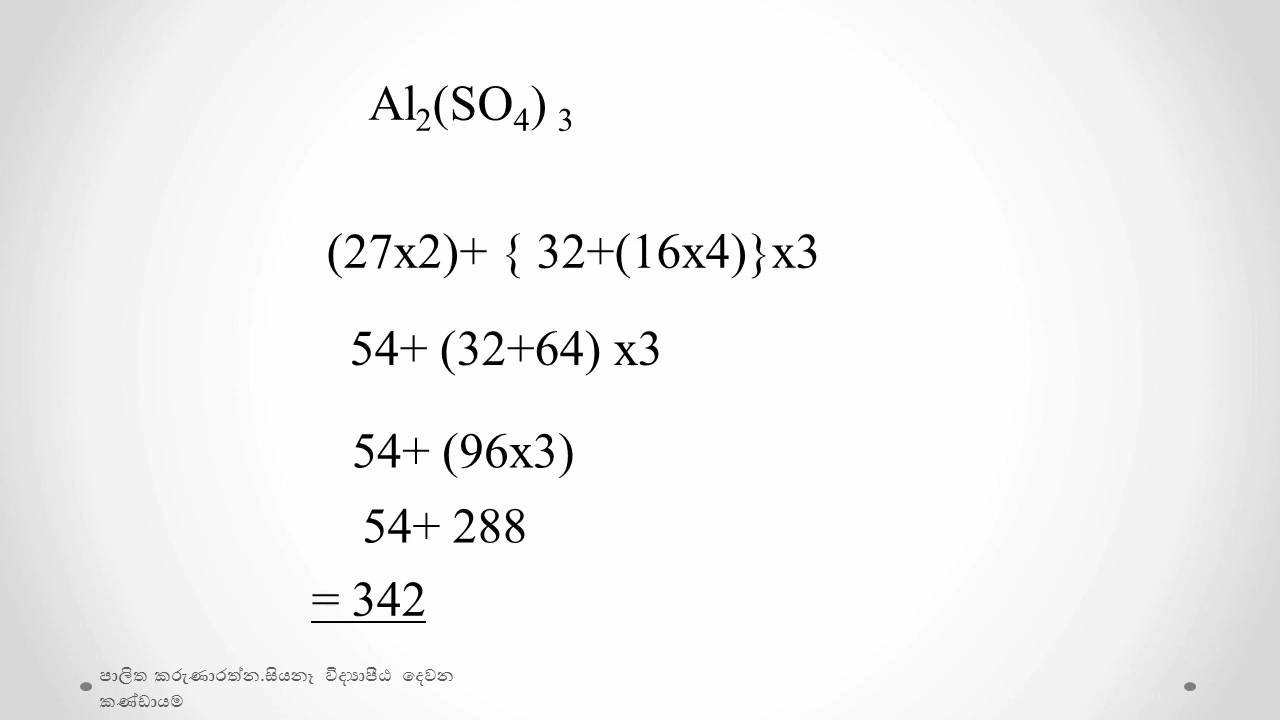 Al₂(SO₄) ₃
(27x2)+ { 32+(16x4)}x3
54+ (32+64) x3
54+ (96x3)
54+ 288
= 342
පාලිත කරුණාරත්න.සියනෑ විද්‍යාපීඨ දෙවන
කණ්ඩායම